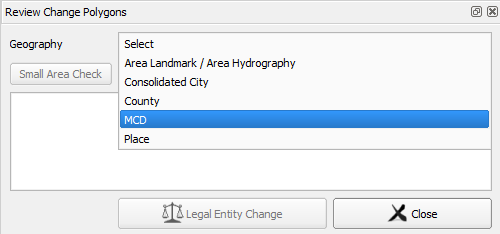 Review Change Polygons
Geography
Select
Area Landmark / Area Hydrography
Small Area Check
Consolidated City
County
MCD
Place
Legal Entity Change
Close